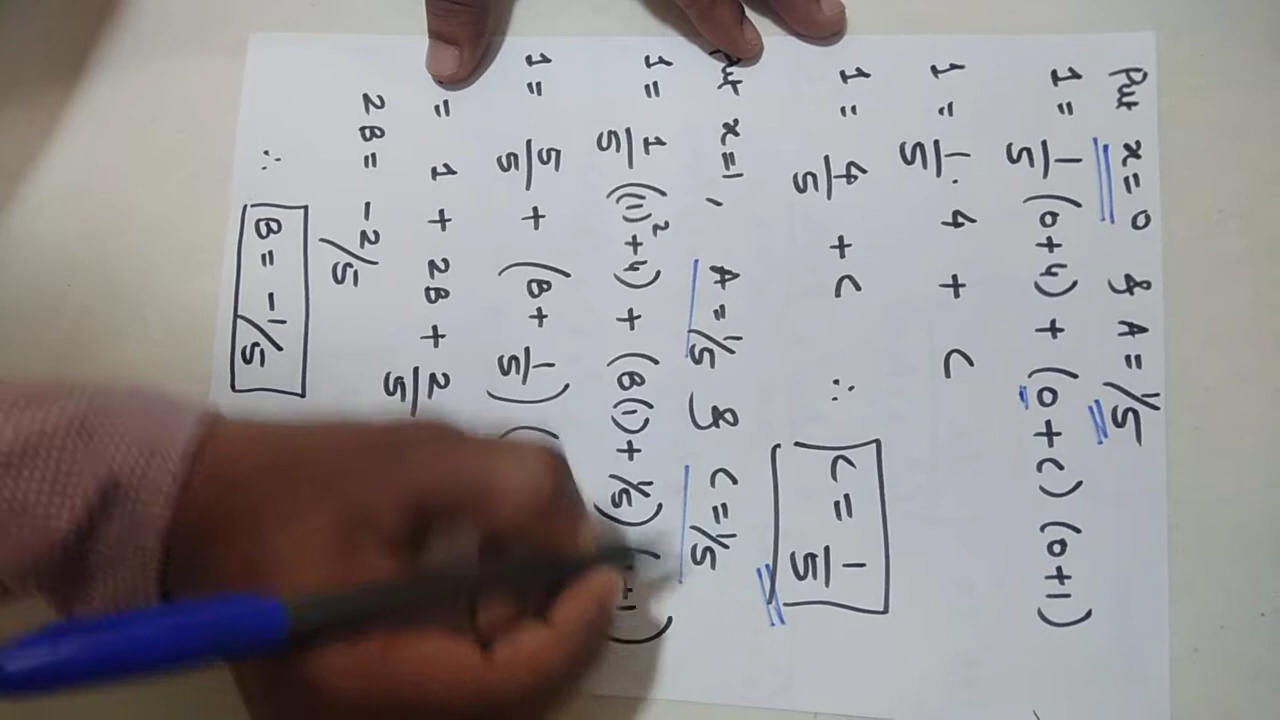 Put x=0 & A=1/5
1 = 1/5 (0+4) + (0+C) (0+1)
1 = 1/5 . 4 + C
1 = 4/5 + C ∴ C = 1/5
Put x=1, A=1/5 & C=1/5
1 = 1/5 ((1)²+4) + (B(1)+1/5) (1+1)
1 = 5/5 + (B+ 1/5) (
= 1 + 2B + 2/5
2B = -2/5
∴ B = -1/5